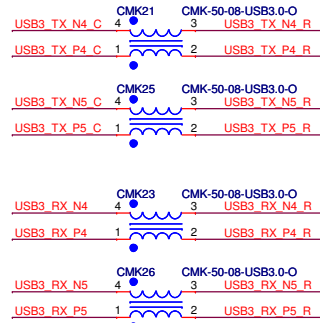 CMK21 CMK-50-08-USB3.0-O
USB3_TX_N4_C 4 3 USB3_TX_N4_R
USB3_TX_P4_C 1 2 USB3_TX_P4_R
CMK25 CMK-50-08-USB3.0-O
USB3_TX_N5_C 4 3 USB3_TX_N5_R
USB3_TX_P5_C 1 2 USB3_TX_P5_R
CMK23 CMK-50-08-USB3.0-O
USB3_RX_N4 4 3 USB3_RX_N4_R
USB3_RX_P4 1 2 USB3_RX_P4_R
CMK26 CMK-50-08-USB3.0-O
USB3_RX_N5 4 3 USB3_RX_N5_R
USB3_RX_P5 1 2 USB3_RX_P5_R